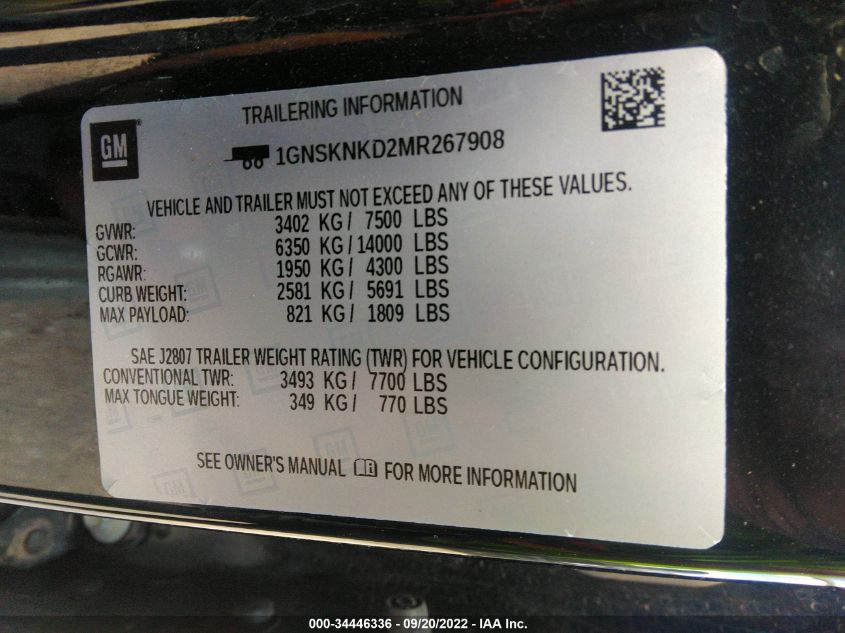 TRAILERING INFORMATION
GM
1GNSKNKD2MR267908
VEHICLE AND TRAILER MUST NOT EXCEED ANY OF THESE VALUES.
GVWR: 3402 KG/ 7500 LBS
GCWR: 6350 KG/14000 LBS
RGAWR: 1950 KG/ 4300 LBS
CURB WEIGHT: 2581 KG/ 5691 LBS
MAX PAYLOAD: 821 KG/ 1809 LBS
SAE J2807 TRAILER WEIGHT RATING (TWR) FOR VEHICLE CONFIGURATION.
CONVENTIONAL TWR: 3493 KG/ 7700 LBS
MAX TONGUE WEIGHT: 349 KG/ 770 LBS
SEE OWNER'S MANUAL FOR MORE INFORMATION
000-34446336 - 09/20/2022 - IAA Inc.